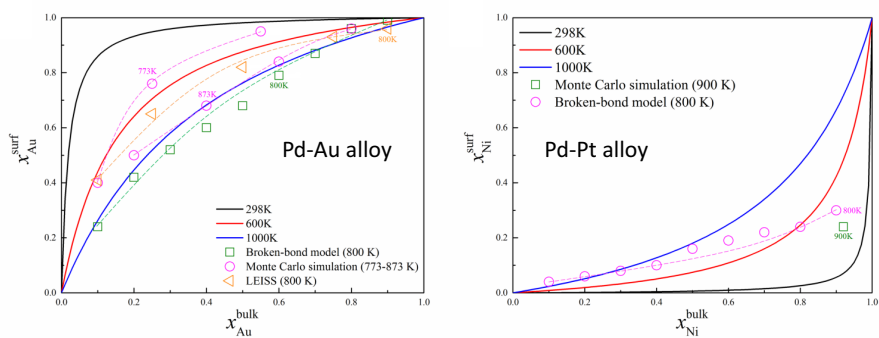 1.0
0.8
0.6
0.4
0.2
0.0
0.0
0.2
0.4
0.6
0.8
1.0
x_Au^surf
x_Au^bulk
773K
873K
800K
800K
Pd-Au alloy
298K
600K
1000K
Broken-bond model (800 K)
Monte Carlo simulation (773-873 K)
LEISS (800 K)
1.0
0.8
0.6
0.4
0.2
0.0
0.0
0.2
0.4
0.6
0.8
1.0
x_Ni^surf
x_Ni^bulk
298K
600K
1000K
Monte Carlo simulation (900 K)
Broken-bond model (800 K)
Pd-Pt alloy
800K
900K